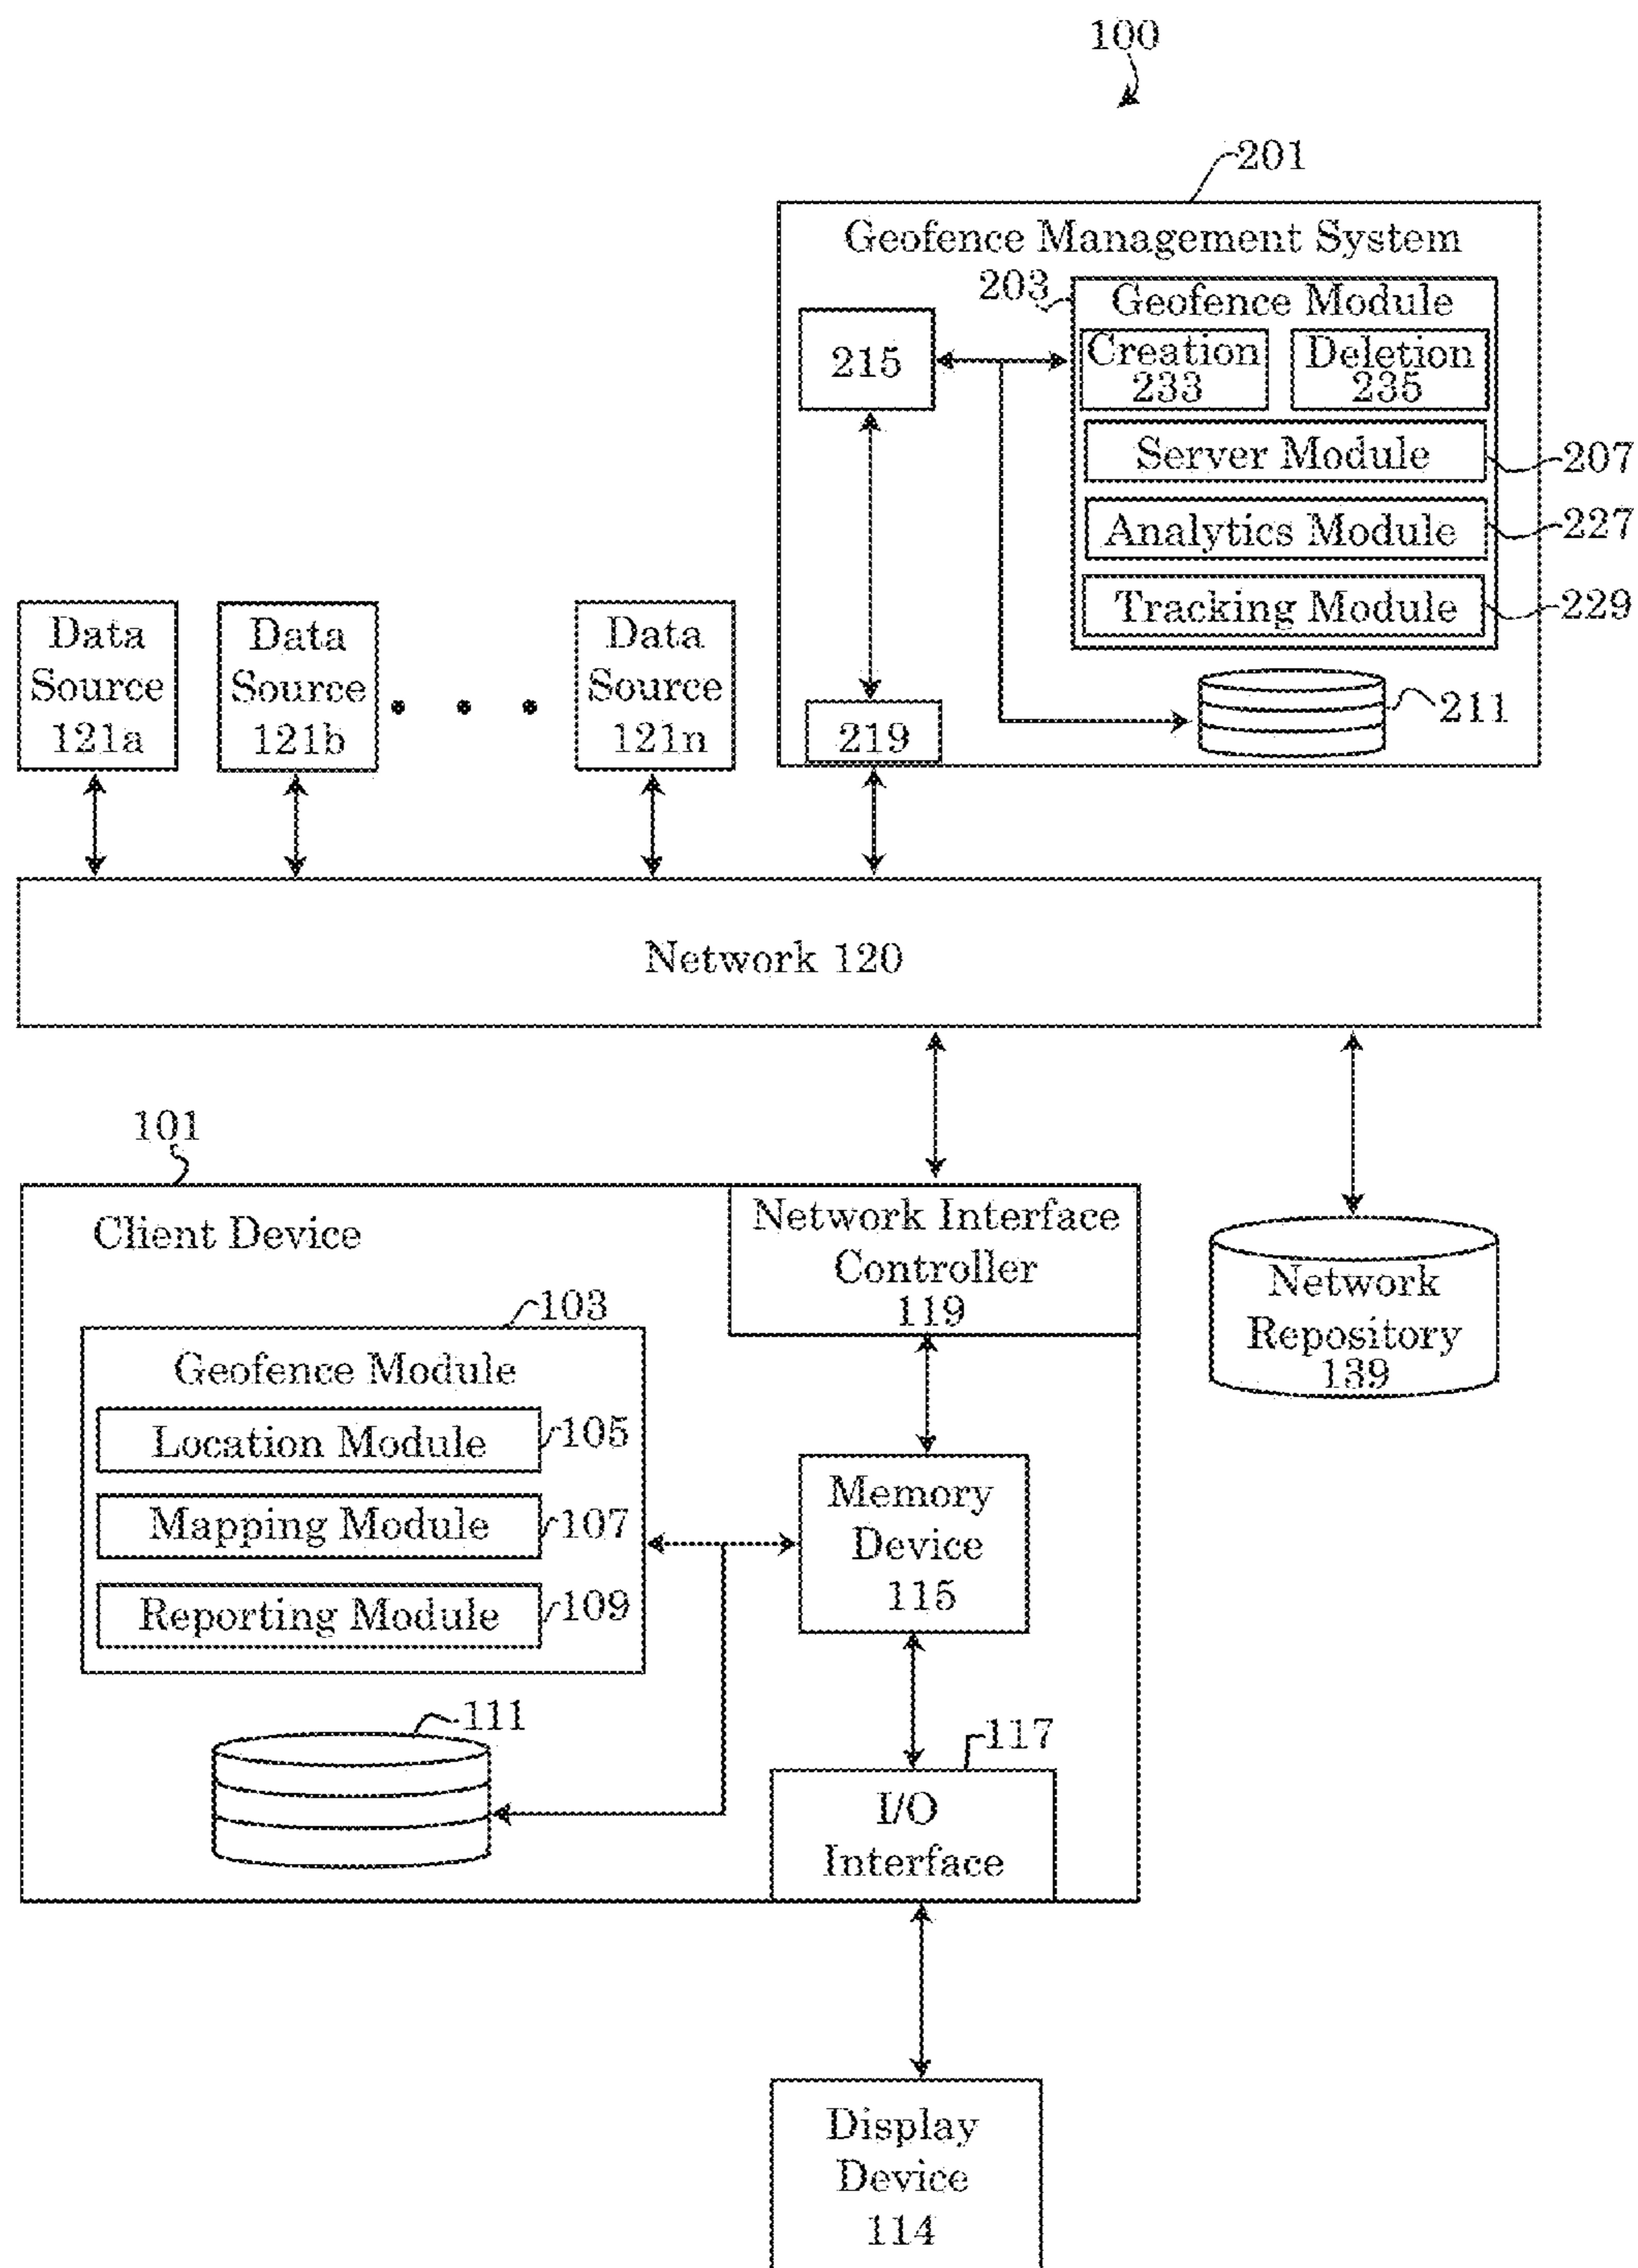 100
201
Geofence Management System
203
Geofence Module
215
Creation
233
Deletion
235
Server Module
207
Analytics Module
227
Tracking Module
229
211
219
Data
Source
121a
Data
Source
121b
Data
Source
121n
Network 120
101
Client Device
Network Interface
Controller
119
Network
Repository
139
103
Geofence Module
Location Module
105
Mapping Module
107
Reporting Module
109
Memory
Device
115
111
117
I/O
Interface
Display
Device
114